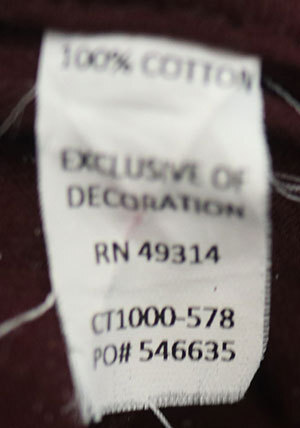 100% COTTON
EXCLUSIVE OF
DECORATION
RN 49314
CT1000-578
PO# 546635